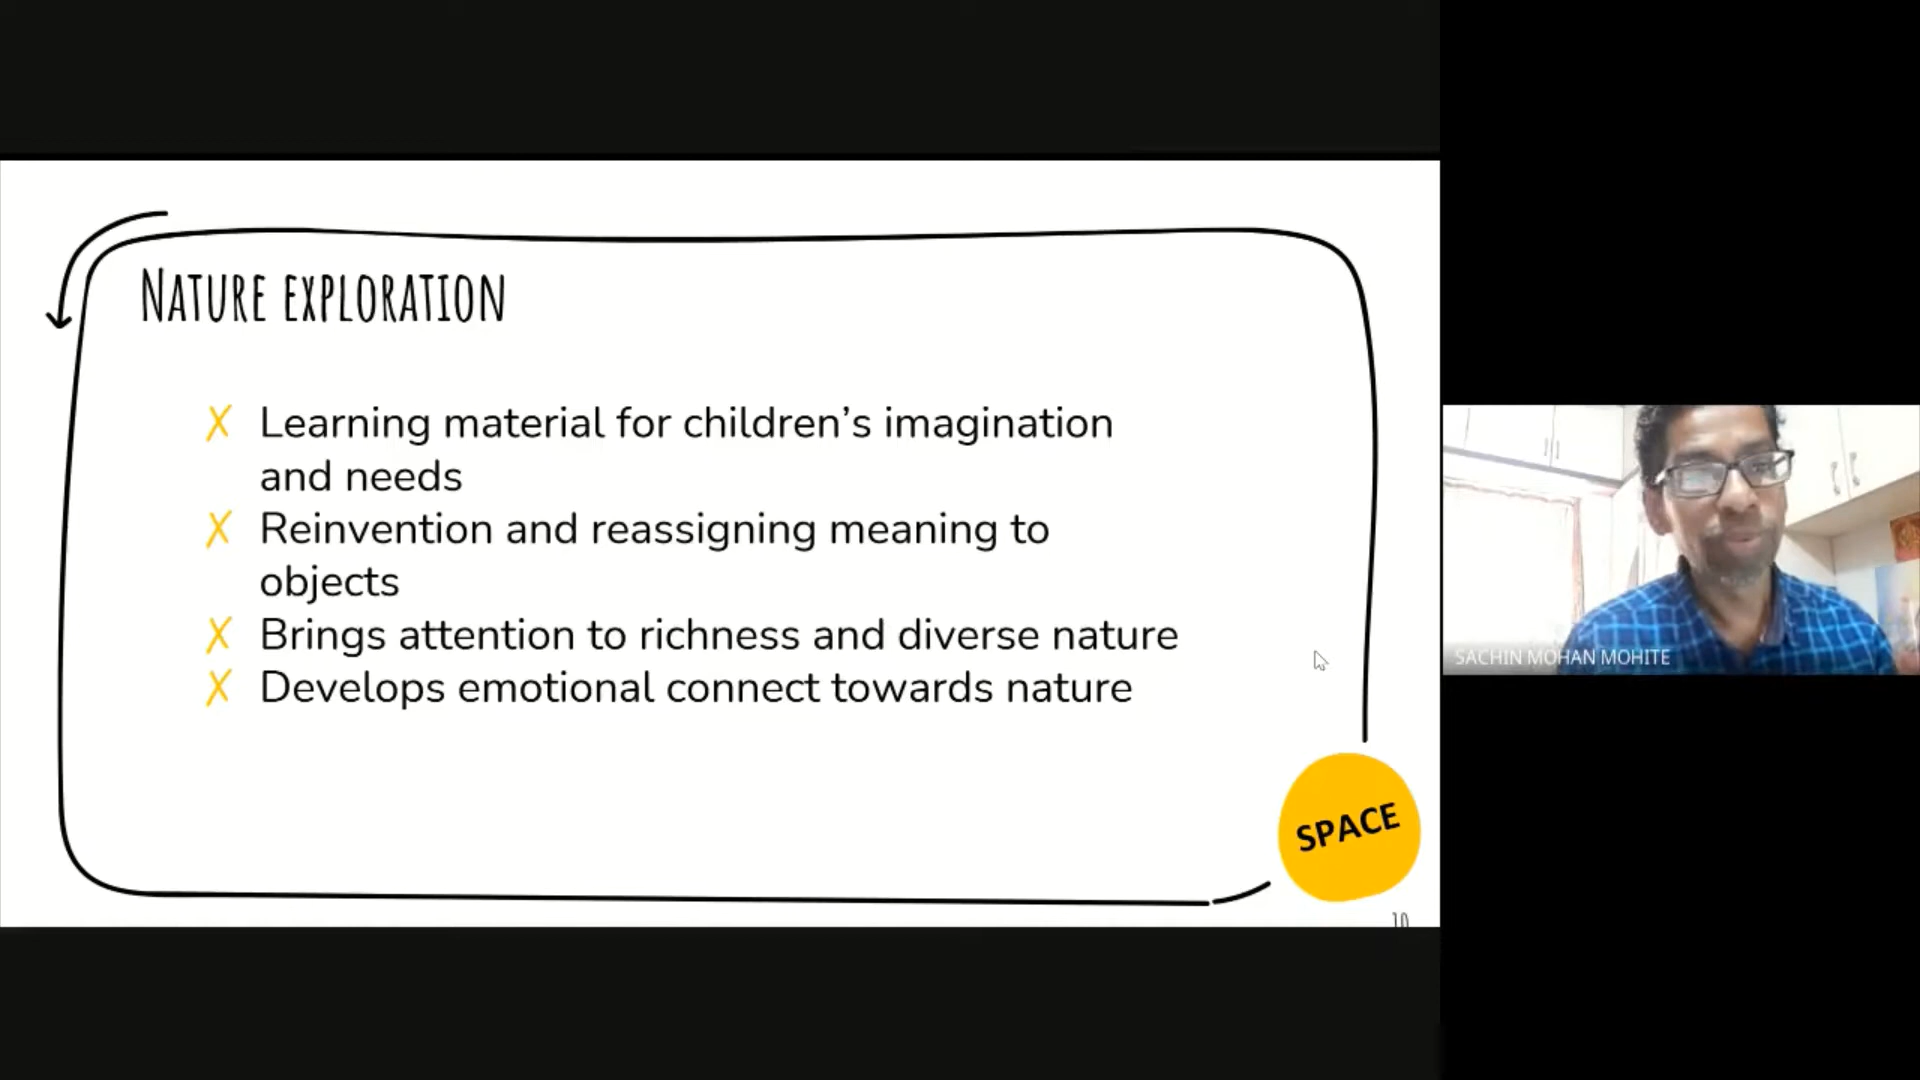 Nature exploration
✗ Learning material for children’s imagination
and needs
✗ Reinvention and reassigning meaning to
objects
✗ Brings attention to richness and diverse nature
✗ Develops emotional connect towards nature
SPACE
10
SACHIN MOHAN MOHITE